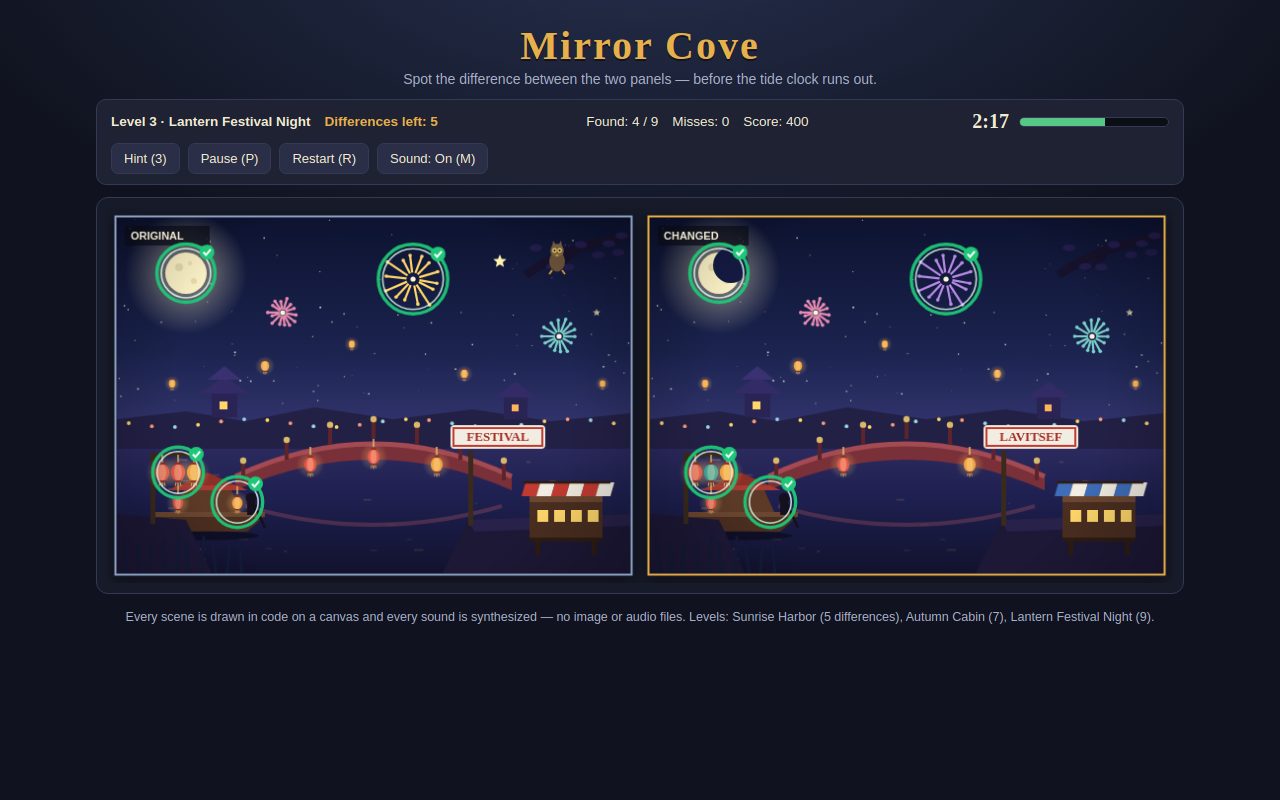 Mirror Cove
Spot the difference between the two panels — before the tide clock runs out.
Level 3 · Lantern Festival Night Differences left: 5 Found: 4 / 9 Misses: 0 Score: 400 2:17
Hint (3) Pause (P) Restart (R) Sound: On (M)
ORIGINAL CHANGED
FESTIVAL LAVITSEF
Every scene is drawn in code on a canvas and every sound is synthesized — no image or audio files. Levels: Sunrise Harbor (5 differences), Autumn Cabin (7), Lantern Festival Night (9).